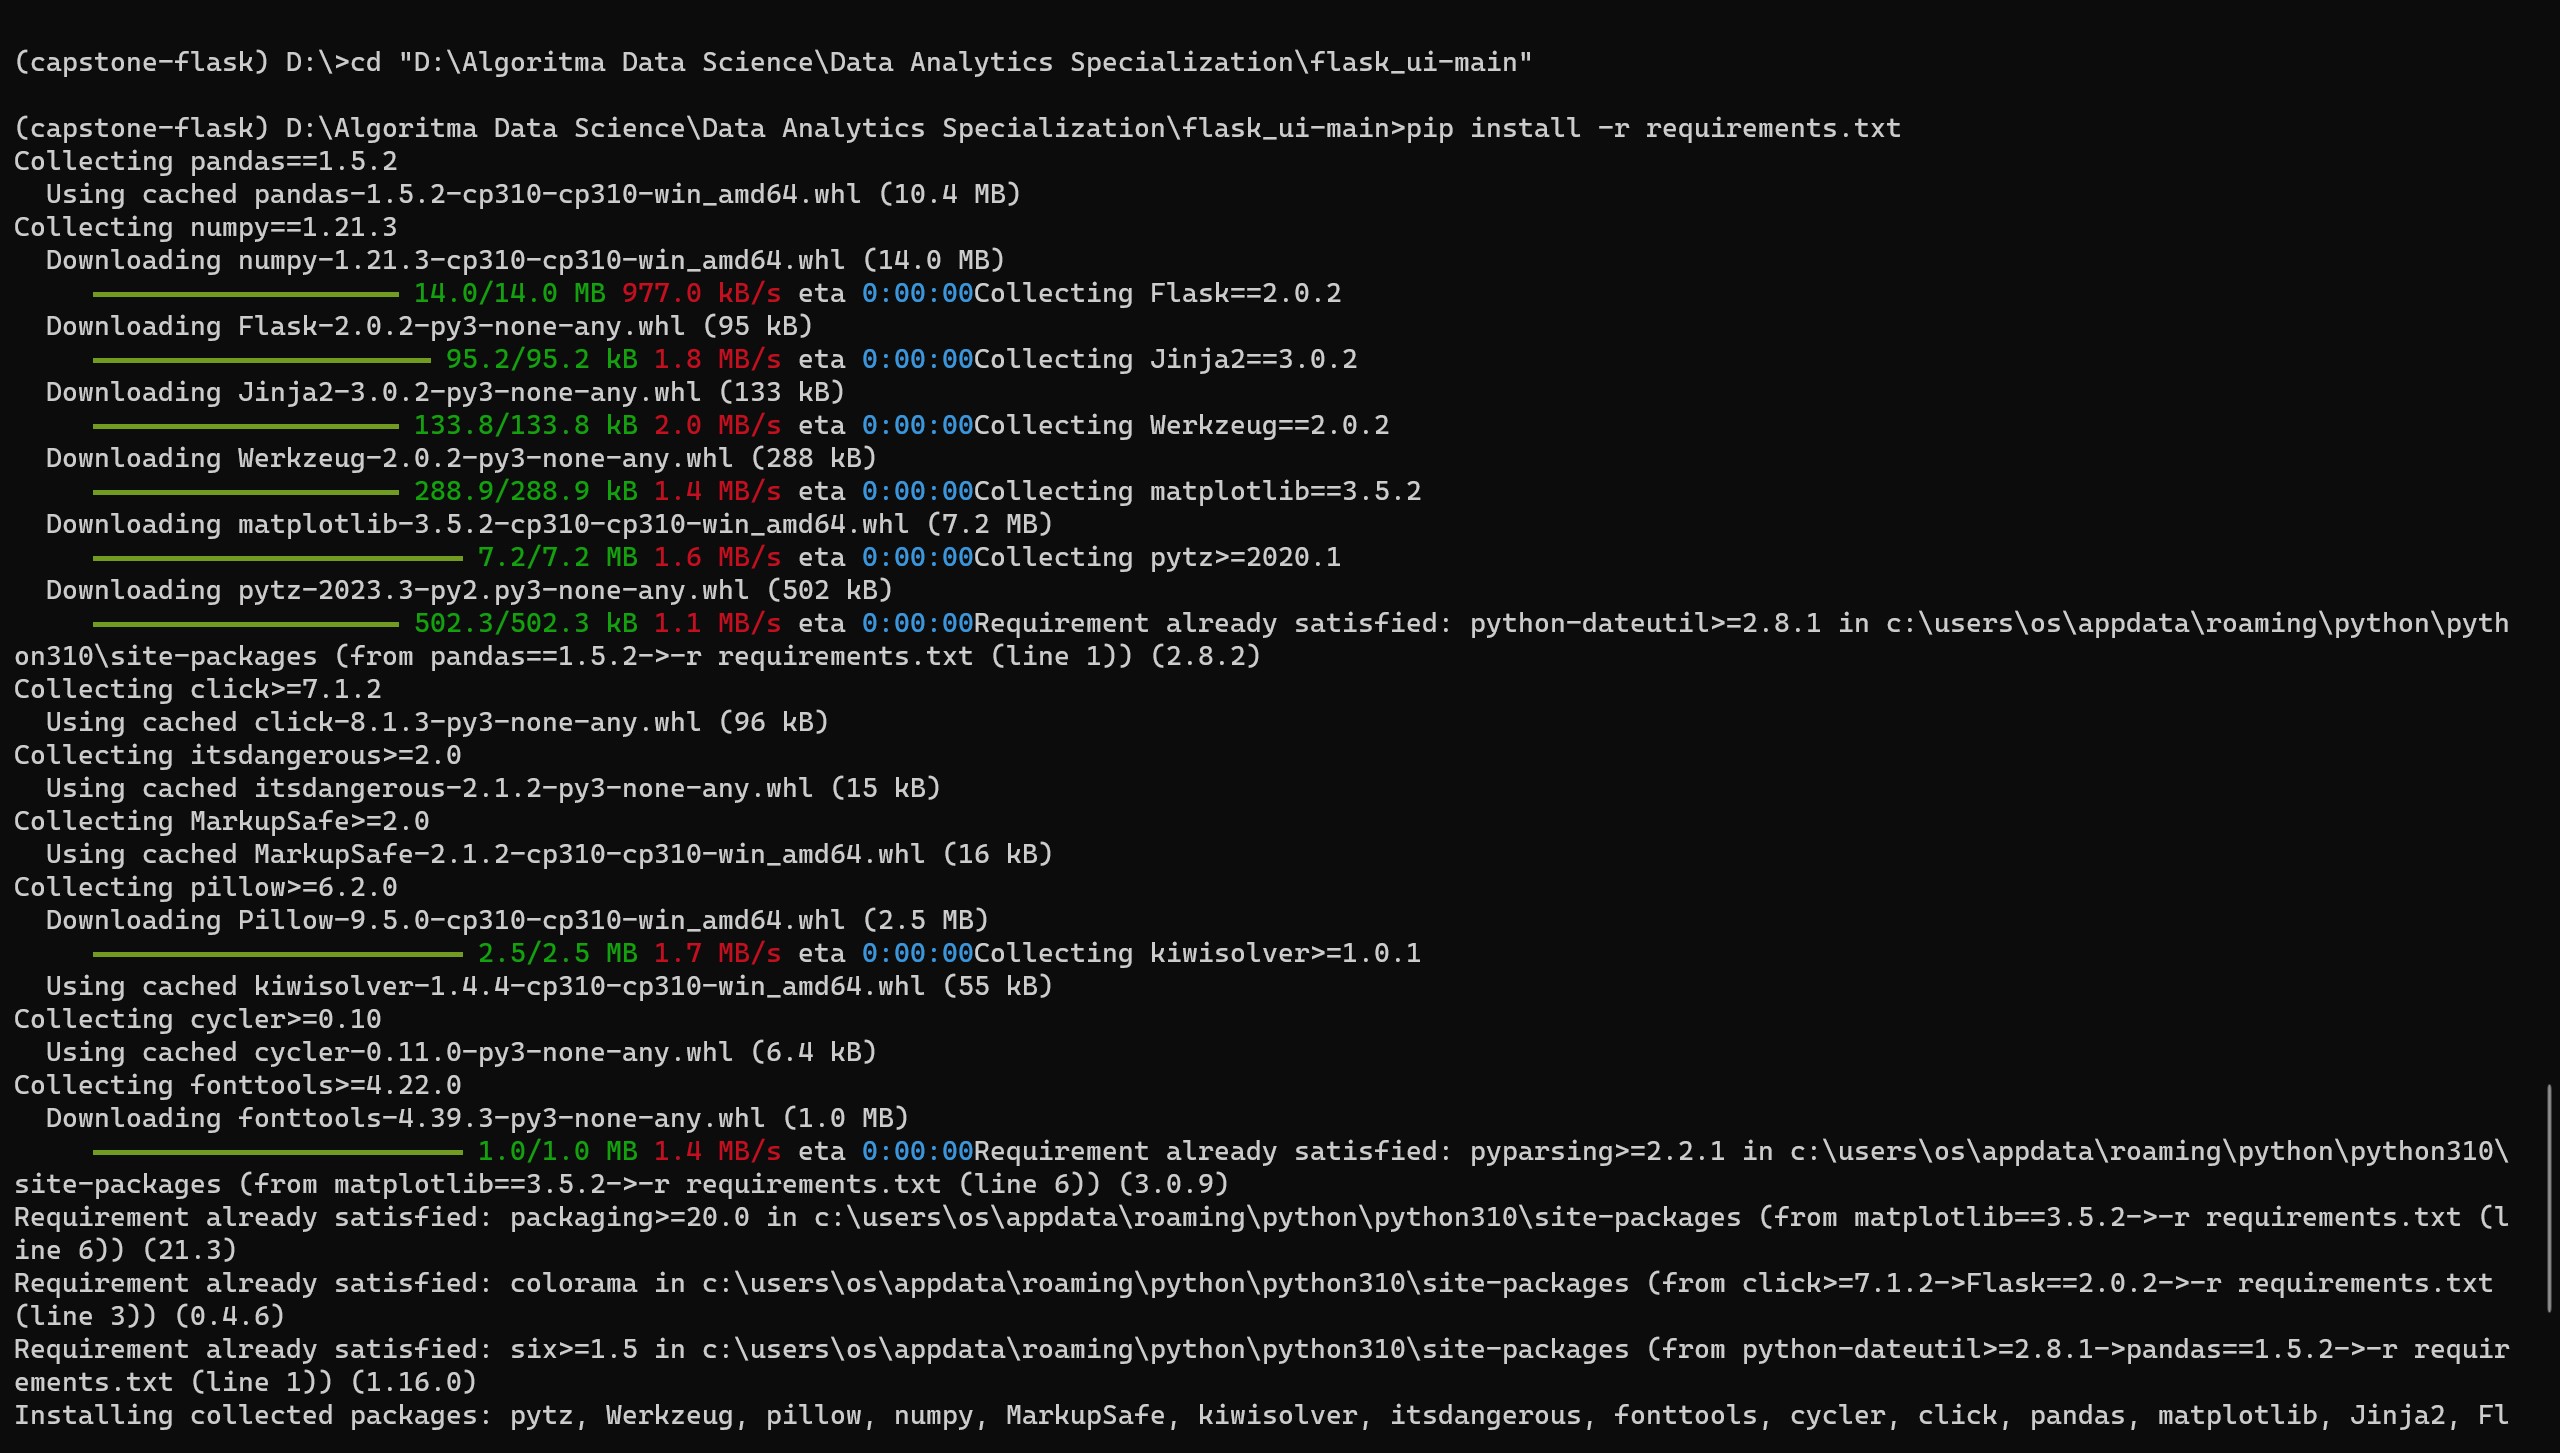 (capstone-flask) D:\>cd "D:\Algoritma Data Science\Data Analytics Specialization\flask_ui-main"
(capstone-flask) D:\Algoritma Data Science\Data Analytics Specialization\flask_ui-main>pip install -r requirements.txt
Collecting pandas==1.5.2
  Using cached pandas-1.5.2-cp310-cp310-win_amd64.whl (10.4 MB)
Collecting numpy==1.21.3
  Downloading numpy-1.21.3-cp310-cp310-win_amd64.whl (14.0 MB)
14.0/14.0 MB 977.0 kB/s eta 0:00:00Collecting Flask==2.0.2
  Downloading Flask-2.0.2-py3-none-any.whl (95 kB)
95.2/95.2 kB 1.8 MB/s eta 0:00:00Collecting Jinja2==3.0.2
  Downloading Jinja2-3.0.2-py3-none-any.whl (133 kB)
133.8/133.8 kB 2.0 MB/s eta 0:00:00Collecting Werkzeug==2.0.2
  Downloading Werkzeug-2.0.2-py3-none-any.whl (288 kB)
288.9/288.9 kB 1.4 MB/s eta 0:00:00Collecting matplotlib==3.5.2
  Downloading matplotlib-3.5.2-cp310-cp310-win_amd64.whl (7.2 MB)
7.2/7.2 MB 1.6 MB/s eta 0:00:00Collecting pytz>=2020.1
  Downloading pytz-2023.3-py2.py3-none-any.whl (502 kB)
502.3/502.3 kB 1.1 MB/s eta 0:00:00Requirement already satisfied: python-dateutil>=2.8.1 in c:\users\os\appdata\roaming\python\pyth
on310\site-packages (from pandas==1.5.2->-r requirements.txt (line 1)) (2.8.2)
Collecting click>=7.1.2
  Using cached click-8.1.3-py3-none-any.whl (96 kB)
Collecting itsdangerous>=2.0
  Using cached itsdangerous-2.1.2-py3-none-any.whl (15 kB)
Collecting MarkupSafe>=2.0
  Using cached MarkupSafe-2.1.2-cp310-cp310-win_amd64.whl (16 kB)
Collecting pillow>=6.2.0
  Downloading Pillow-9.5.0-cp310-cp310-win_amd64.whl (2.5 MB)
2.5/2.5 MB 1.7 MB/s eta 0:00:00Collecting kiwisolver>=1.0.1
  Using cached kiwisolver-1.4.4-cp310-cp310-win_amd64.whl (55 kB)
Collecting cycler>=0.10
  Using cached cycler-0.11.0-py3-none-any.whl (6.4 kB)
Collecting fonttools>=4.22.0
  Downloading fonttools-4.39.3-py3-none-any.whl (1.0 MB)
1.0/1.0 MB 1.4 MB/s eta 0:00:00Requirement already satisfied: pyparsing>=2.2.1 in c:\users\os\appdata\roaming\python\python310\
site-packages (from matplotlib==3.5.2->-r requirements.txt (line 6)) (3.0.9)
Requirement already satisfied: packaging>=20.0 in c:\users\os\appdata\roaming\python\python310\site-packages (from matplotlib==3.5.2->-r requirements.txt (l
ine 6)) (21.3)
Requirement already satisfied: colorama in c:\users\os\appdata\roaming\python\python310\site-packages (from click>=7.1.2->Flask==2.0.2->-r requirements.txt
(line 3)) (0.4.6)
Requirement already satisfied: six>=1.5 in c:\users\os\appdata\roaming\python\python310\site-packages (from python-dateutil>=2.8.1->pandas==1.5.2->-r requir
ements.txt (line 1)) (1.16.0)
Installing collected packages: pytz, Werkzeug, pillow, numpy, MarkupSafe, kiwisolver, itsdangerous, fonttools, cycler, click, pandas, matplotlib, Jinja2, Fl